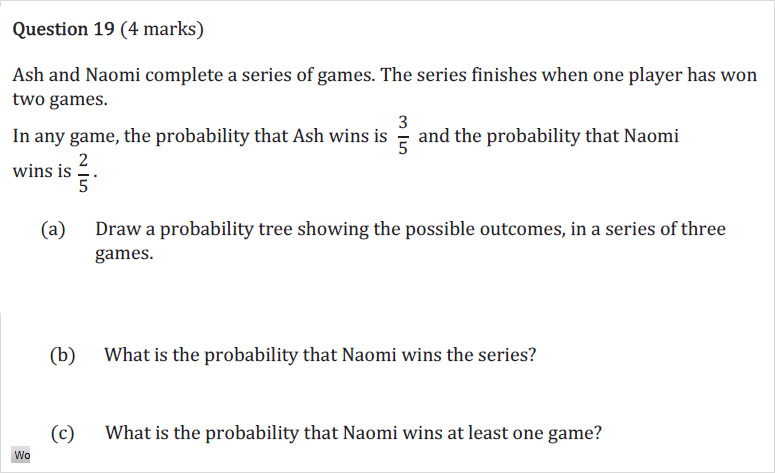 Question 19 (4 marks)
Ash and Naomi complete a series of games. The series finishes when one player has won
two games.
In any game, the probability that Ash wins is 3/5 and the probability that Naomi
wins is 2/5.
(a) Draw a probability tree showing the possible outcomes, in a series of three
games.
(b) What is the probability that Naomi wins the series?
(c) What is the probability that Naomi wins at least one game?
Wo